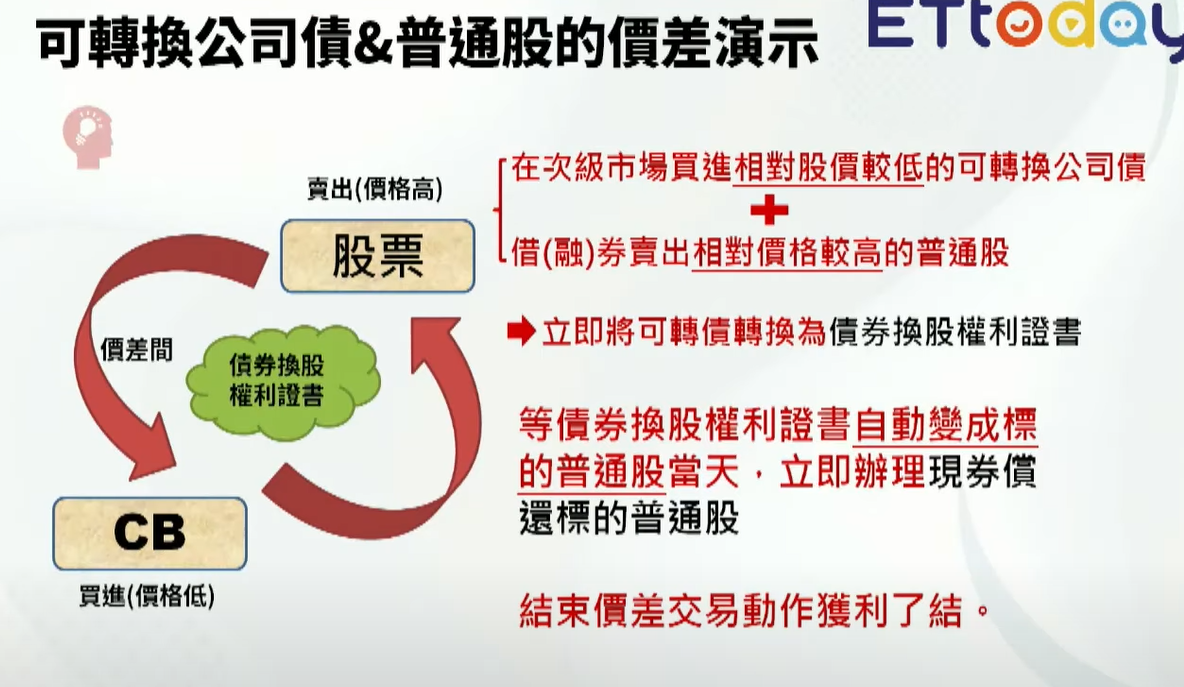 可轉換公司債&普通股的價差演示
ETtoday
賣出(價格高)
股票
價差間
債券換股
權利證書
CB
買進(價格低)
在次級市場買進相對股價較低的可轉換公司債
+
借(融)券賣出相對價格較高的普通股
立即將可轉債轉換為債券換股權利證書
等債券換股權利證書自動變成標
的普通股當天，立即辦理現券償
還標的普通股
結束價差交易動作獲利了結。